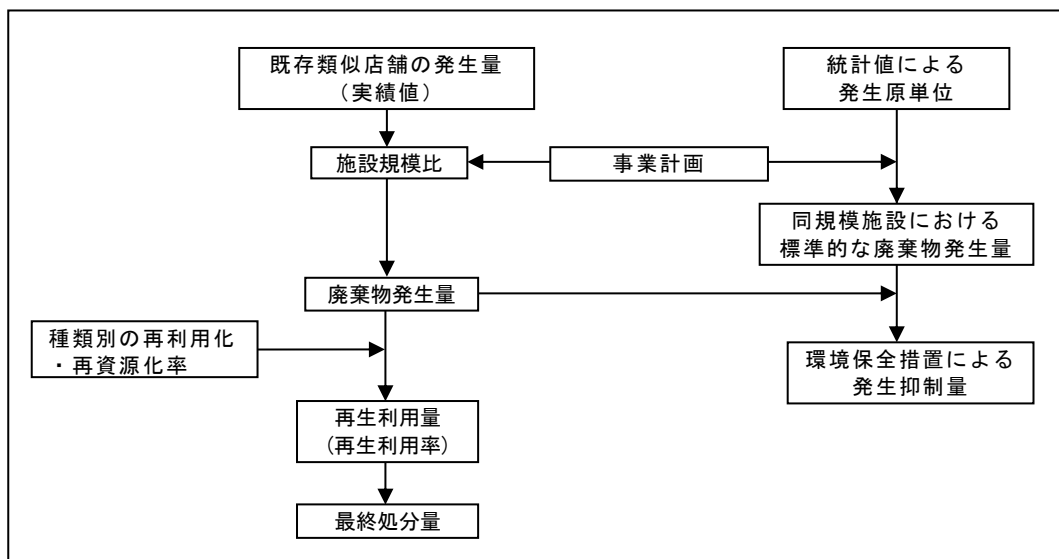 既存類似店舗の発生量
（実績値）
統計値による
発生原単位
施設規模比
事業計画
同規模施設における
標準的な廃棄物発生量
廃棄物発生量
種類別の再利用化
・再資源化率
環境保全措置による
発生抑制量
再生利用量
(再生利用率)
最終処分量